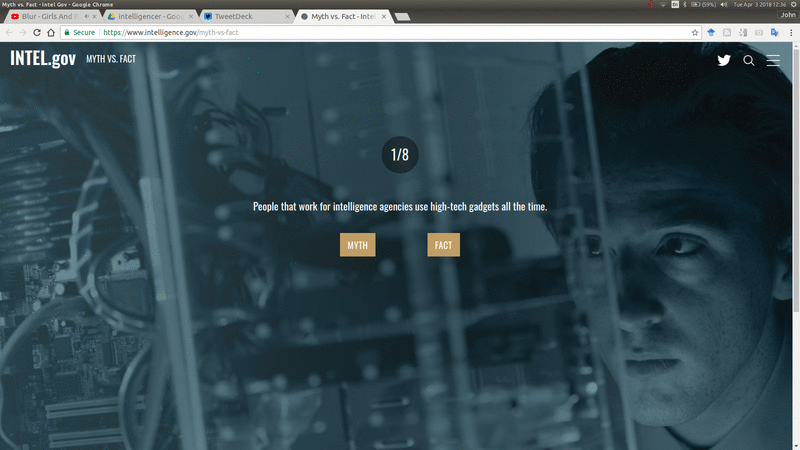 Myth vs. Fact - Intel Gov - Google Chrome
(59%) Tue Apr 3 2018 12:36
Blur - Girls And B
Intelligencer - Goog
TweetDeck
Myth vs. Fact - Intel
John
Secure https://www.intelligence.gov/myth-vs-fact
INTEL.gov MYTH VS. FACT
1/8
People that work for intelligence agencies use high-tech gadgets all the time.
MYTH FACT